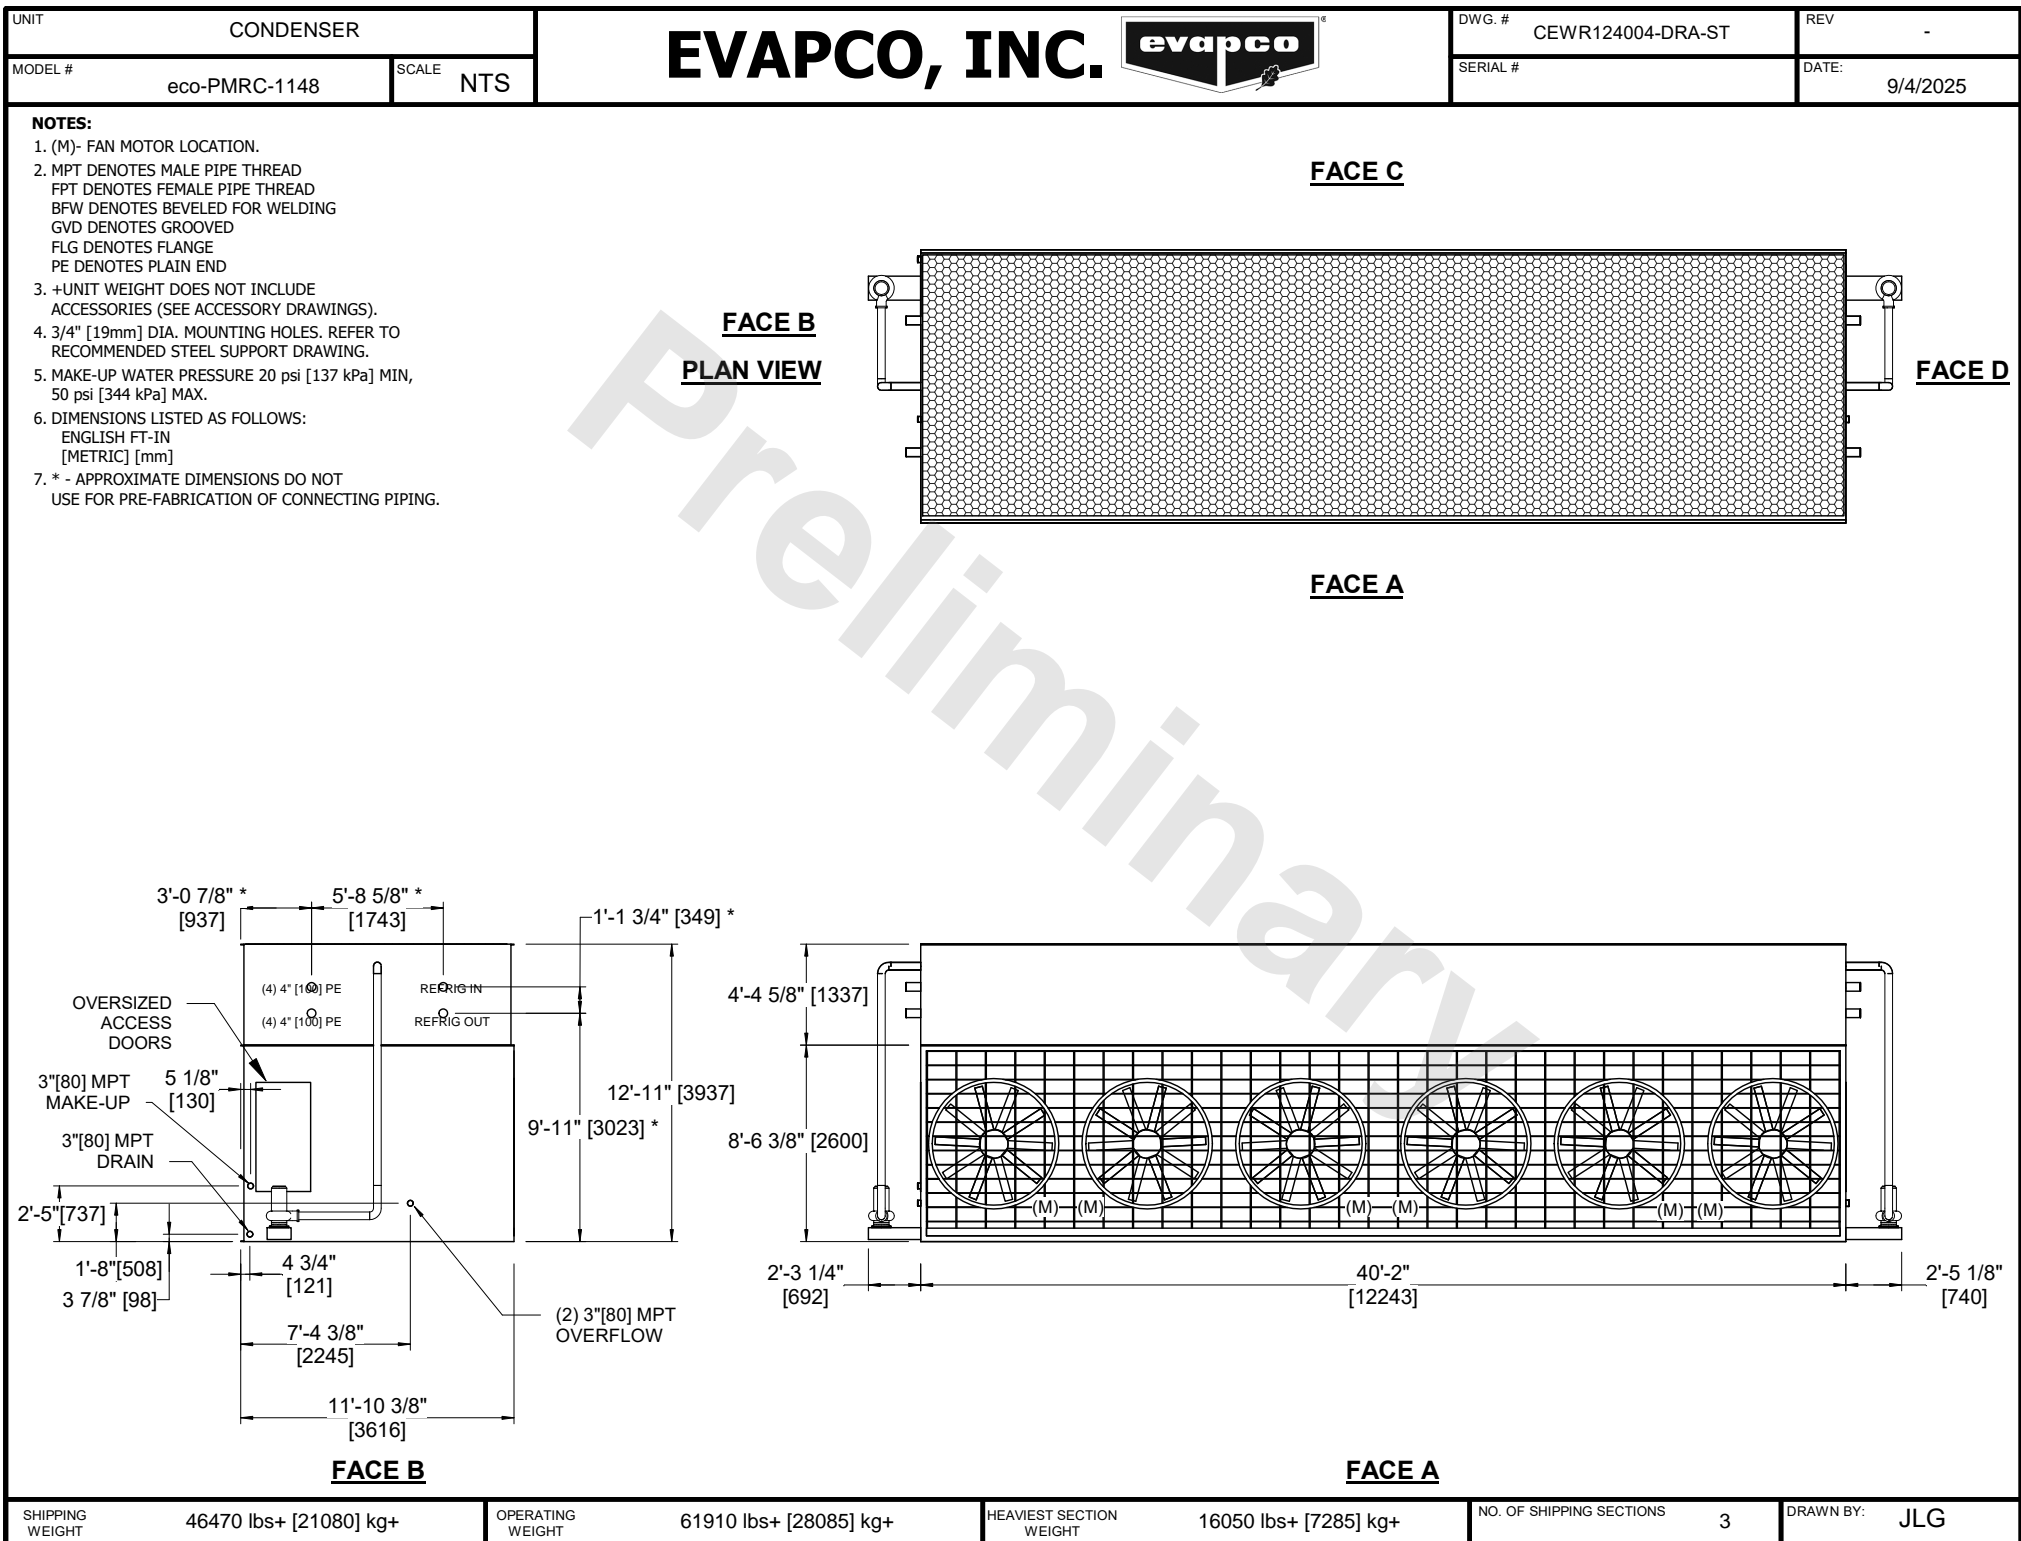 UNIT
CONDENSER
MODEL #
eco-PMRC-1148
SCALE
NTS
EVAPCO, INC.
evapco
®
DWG. #
CEWR124004-DRA-ST
REV
-
SERIAL #
DATE:
9/4/2025
NOTES:
1. (M)- FAN MOTOR LOCATION.
2. MPT DENOTES MALE PIPE THREAD
FPT DENOTES FEMALE PIPE THREAD
BFW DENOTES BEVELED FOR WELDING
GVD DENOTES GROOVED
FLG DENOTES FLANGE
PE DENOTES PLAIN END
3. +UNIT WEIGHT DOES NOT INCLUDE
ACCESSORIES (SEE ACCESSORY DRAWINGS).
4. 3/4" [19mm] DIA. MOUNTING HOLES. REFER TO
RECOMMENDED STEEL SUPPORT DRAWING.
5. MAKE-UP WATER PRESSURE 20 psi [137 kPa] MIN,
50 psi [344 kPa] MAX.
6. DIMENSIONS LISTED AS FOLLOWS:
ENGLISH FT-IN
[METRIC] [mm]
7. * - APPROXIMATE DIMENSIONS DO NOT
USE FOR PRE-FABRICATION OF CONNECTING PIPING.
FACE C
FACE B
PLAN VIEW
FACE D
FACE A
Preliminary
3'-0 7/8" *
[937]
5'-8 5/8" *
[1743]
1'-1 3/4" [349] *
(4) 4" [100] PE
REFRIG IN
(4) 4" [100] PE
REFRIG OUT
OVERSIZED
ACCESS
DOORS
3"[80] MPT
MAKE-UP
5 1/8"
[130]
3"[80] MPT
DRAIN
12'-11" [3937]
9'-11" [3023] *
2'-5"[737]
1'-8"[508]
3 7/8" [98]
4 3/4"
[121]
(2) 3"[80] MPT
OVERFLOW
7'-4 3/8"
[2245]
11'-10 3/8"
[3616]
FACE B
4'-4 5/8" [1337]
8'-6 3/8" [2600]
(M) (M) (M) (M) (M) (M)
2'-3 1/4"
[692]
40'-2"
[12243]
2'-5 1/8"
[740]
FACE A
SHIPPING
WEIGHT
46470 lbs+ [21080] kg+
OPERATING
WEIGHT
61910 lbs+ [28085] kg+
HEAVIEST SECTION
WEIGHT
16050 lbs+ [7285] kg+
NO. OF SHIPPING SECTIONS
3
DRAWN BY:
JLG